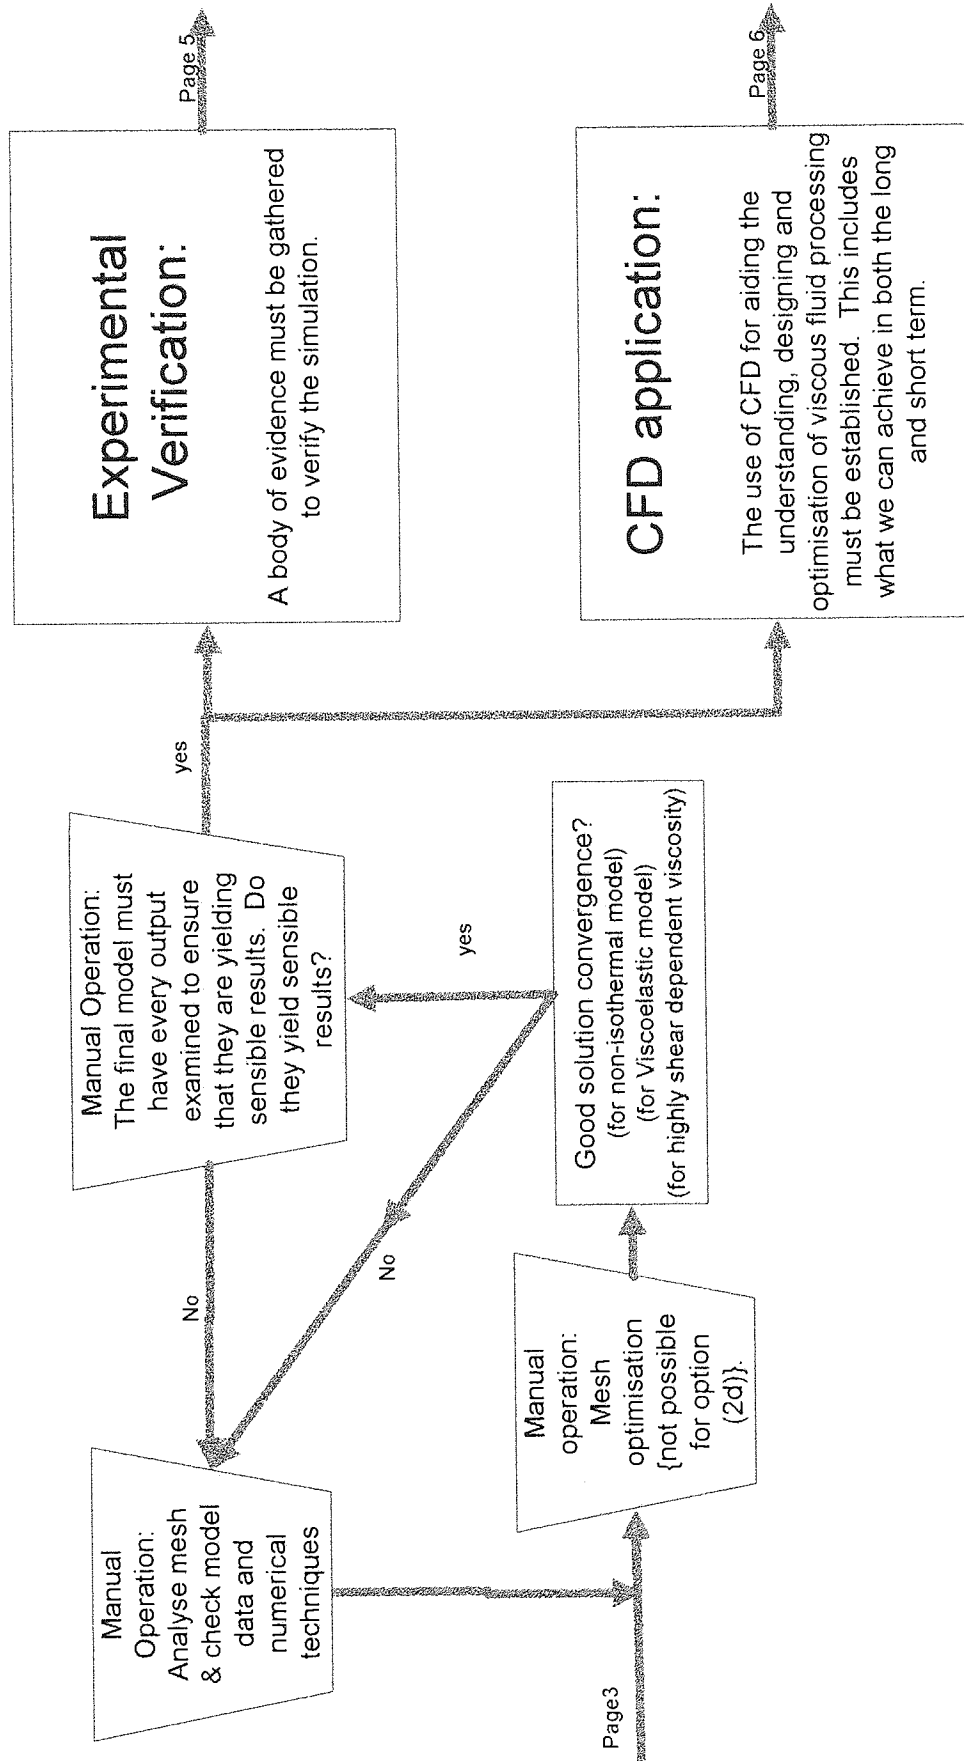 Manual
Operation:
Analyse mesh
& check model
data and
numerical
techniques
No
Manual Operation:
The final model must
have every output
examined to ensure
that they are yielding
sensible results. Do
they yield sensible
results?
yes
Experimental
Verification:
A body of evidence must be gathered
to verify the simulation.
Page 5
No
yes
Page3
Manual
operation:
Mesh
optimisation
{not possible
for option
(2d)}.
Good solution convergence?
(for non-isothermal model)
(for Viscoelastic model)
(for highly shear dependent viscosity)
CFD application:
The use of CFD for aiding the
understanding, designing and
optimisation of viscous fluid processing
must be established. This includes
what we can achieve in both the long
and short term.
Page 6